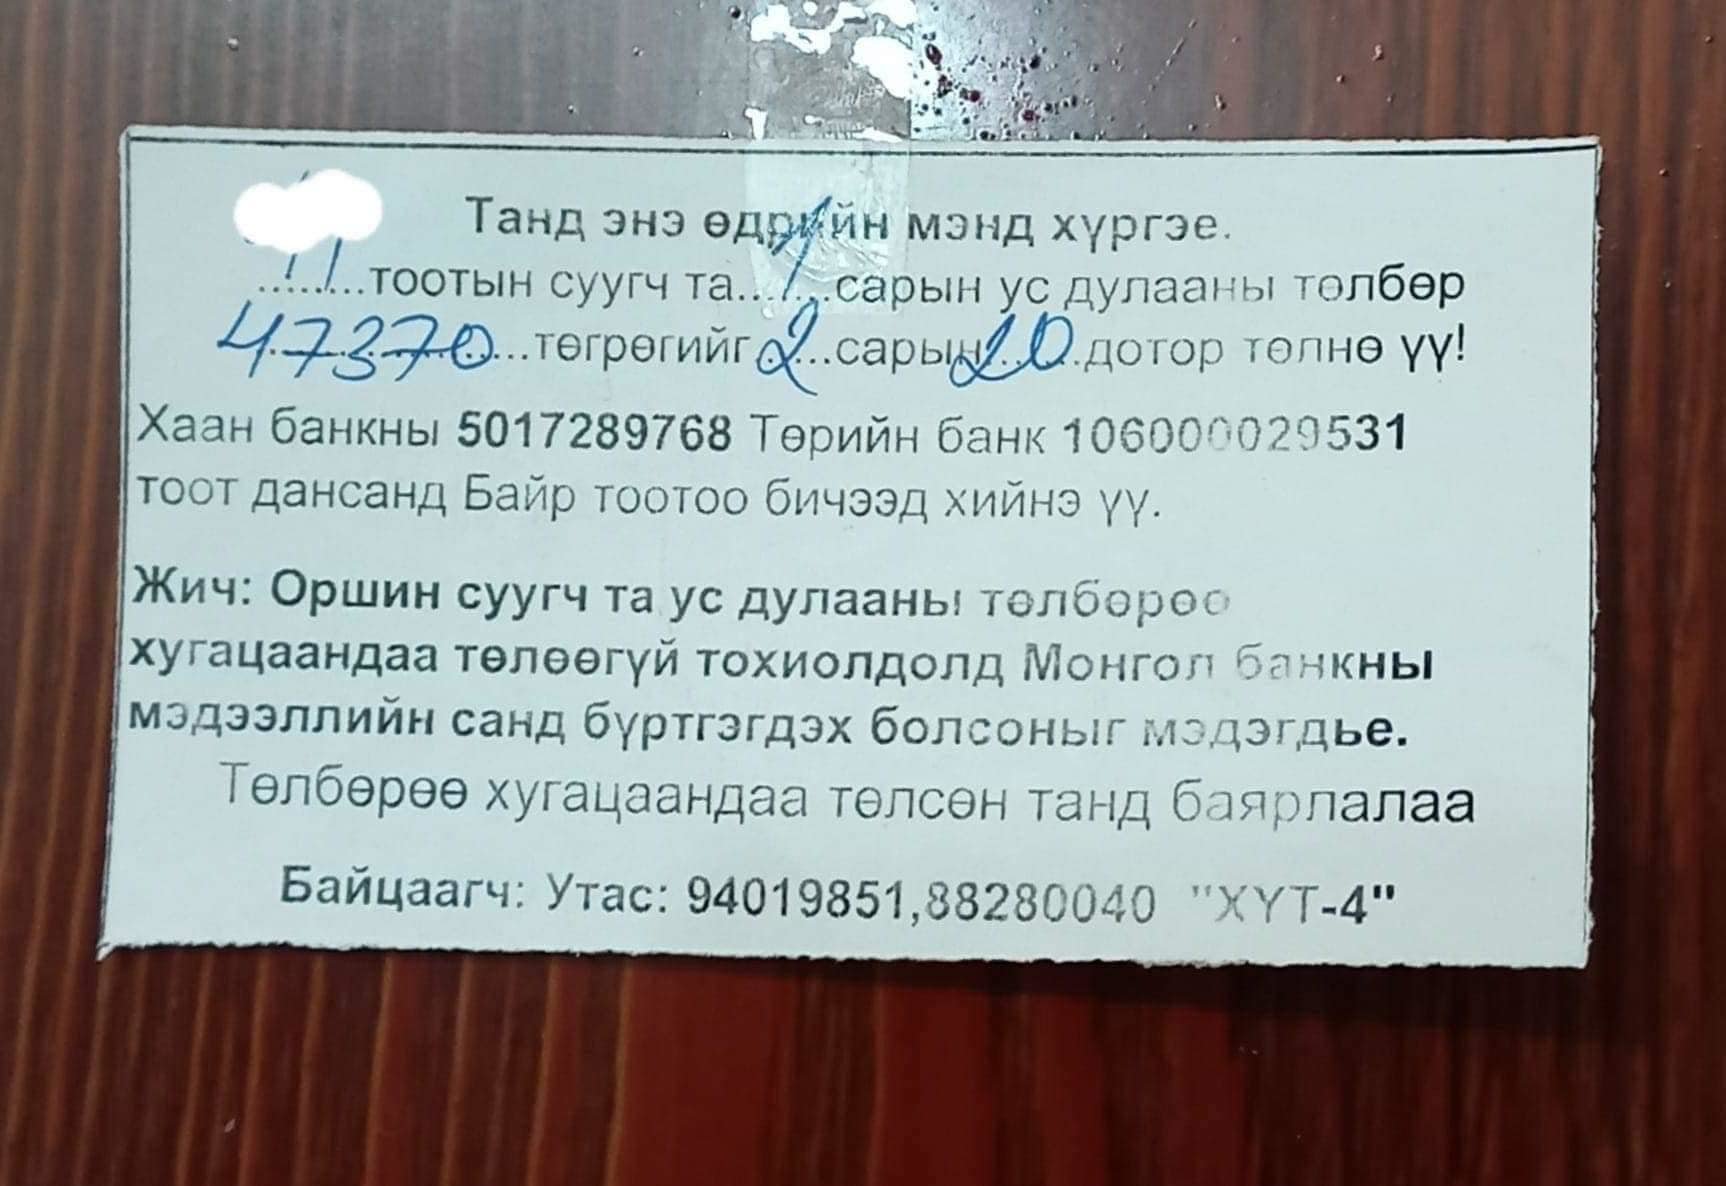 Танд энэ өдрийн мэнд хүргэе.
........тоотын суугч та...1...сарын ус дулааны төлбөр
47370...төгрөгийг 2...сарын 20..дотор төлнө үү!
Хаан банкны 5017289768 Төрийн банк 106000029531
тоот дансанд Байр тоотоо бичээд хийнэ үү.
Жич: Оршин суугч та ус дулааны төлбөрөө
хугацаандаа төлөөгүй тохиолдолд Монгол банкны
мэдээллийн санд бүртгэгдэх болсоныг мэдэгдье.
Төлбөрөө хугацаандаа төлсөн танд баярлалаа
Байцаагч: Утас: 94019851,88280040 "ХҮТ-4"